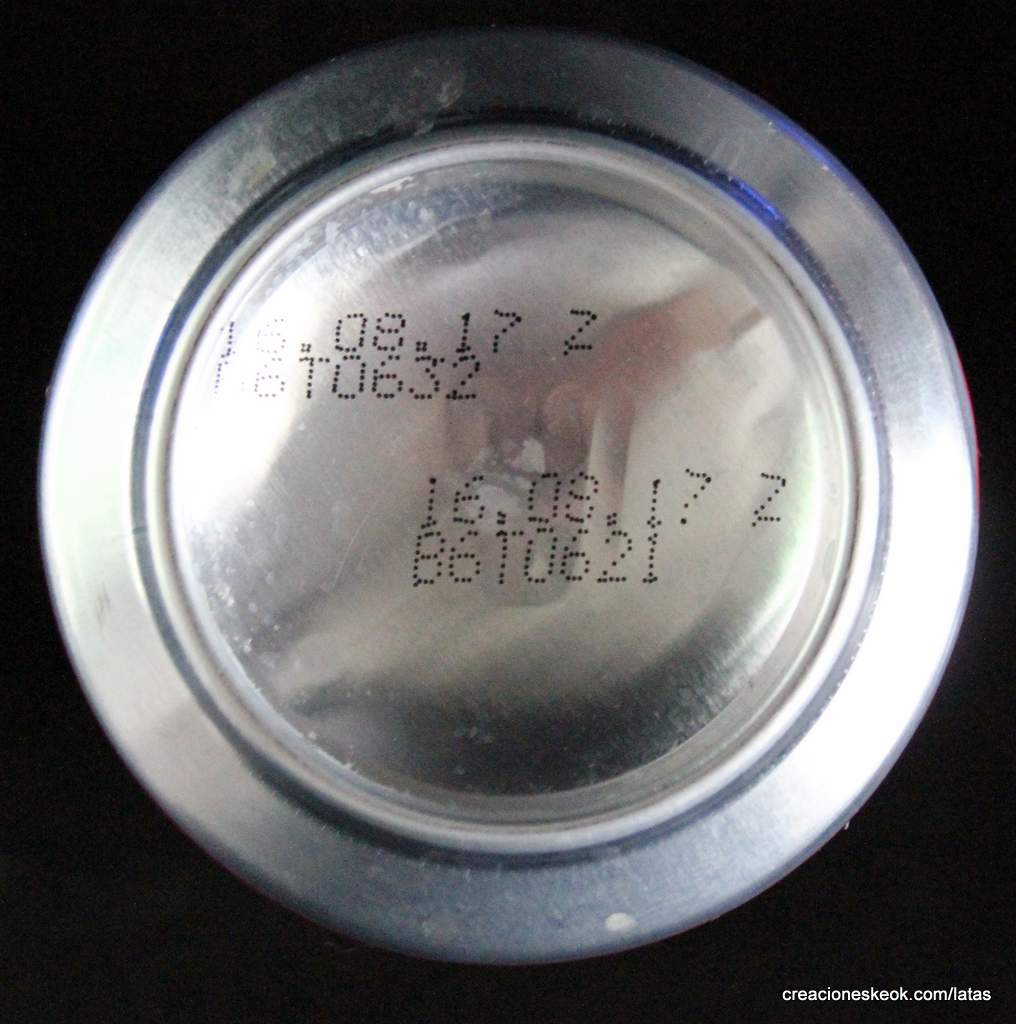 16.08.17 Z
B6T0632
16.08.17 Z
B6T0621
creacioneskeok.com/latas